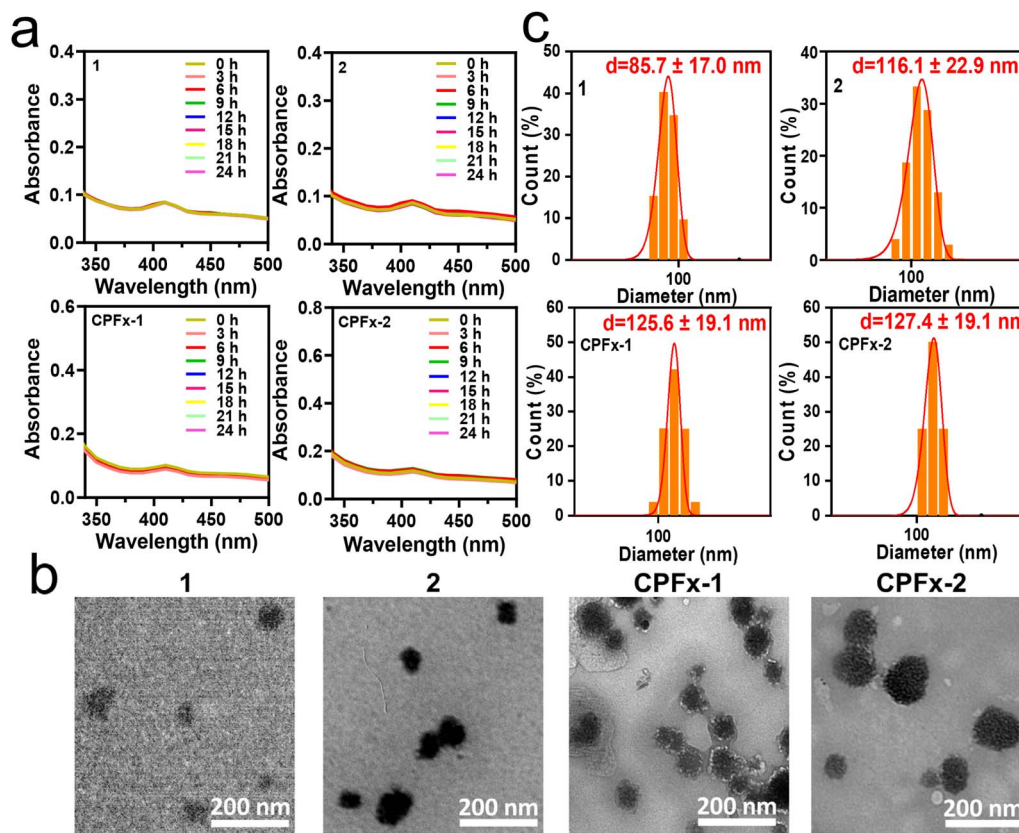 a
0.4
0.3
0.2
0.1
0.0
Absorbance
1
0 h
3 h
6 h
9 h
12 h
15 h
18 h
21 h
24 h
350 400 450 500
Wavelength (nm)
0.4
0.3
0.2
0.1
0.0
Absorbance
2
0 h
3 h
6 h
9 h
12 h
15 h
18 h
21 h
24 h
350 400 450 500
Wavelength (nm)
0.6
0.4
0.2
0.0
Absorbance
CPFx-1
0 h
3 h
6 h
9 h
12 h
15 h
18 h
21 h
24 h
350 400 450 500
Wavelength (nm)
0.8
0.6
0.4
0.2
0.0
Absorbance
CPFx-2
0 h
3 h
6 h
9 h
12 h
15 h
18 h
21 h
24 h
350 400 450 500
Wavelength (nm)
c
50
40
30
20
10
0
Count (%)
d=85.7 ± 17.0 nm
1
100
Diameter (nm)
40
30
20
10
0
Count (%)
d=116.1 ± 22.9 nm
2
100
Diameter (nm)
60
50
40
30
20
10
0
Count (%)
d=125.6 ± 19.1 nm
CPFx-1
100
Diameter (nm)
60
50
40
30
20
10
0
Count (%)
d=127.4 ± 19.1 nm
CPFx-2
100
Diameter (nm)
b
1
2
CPFx-1
CPFx-2
200 nm
200 nm
200 nm
200 nm